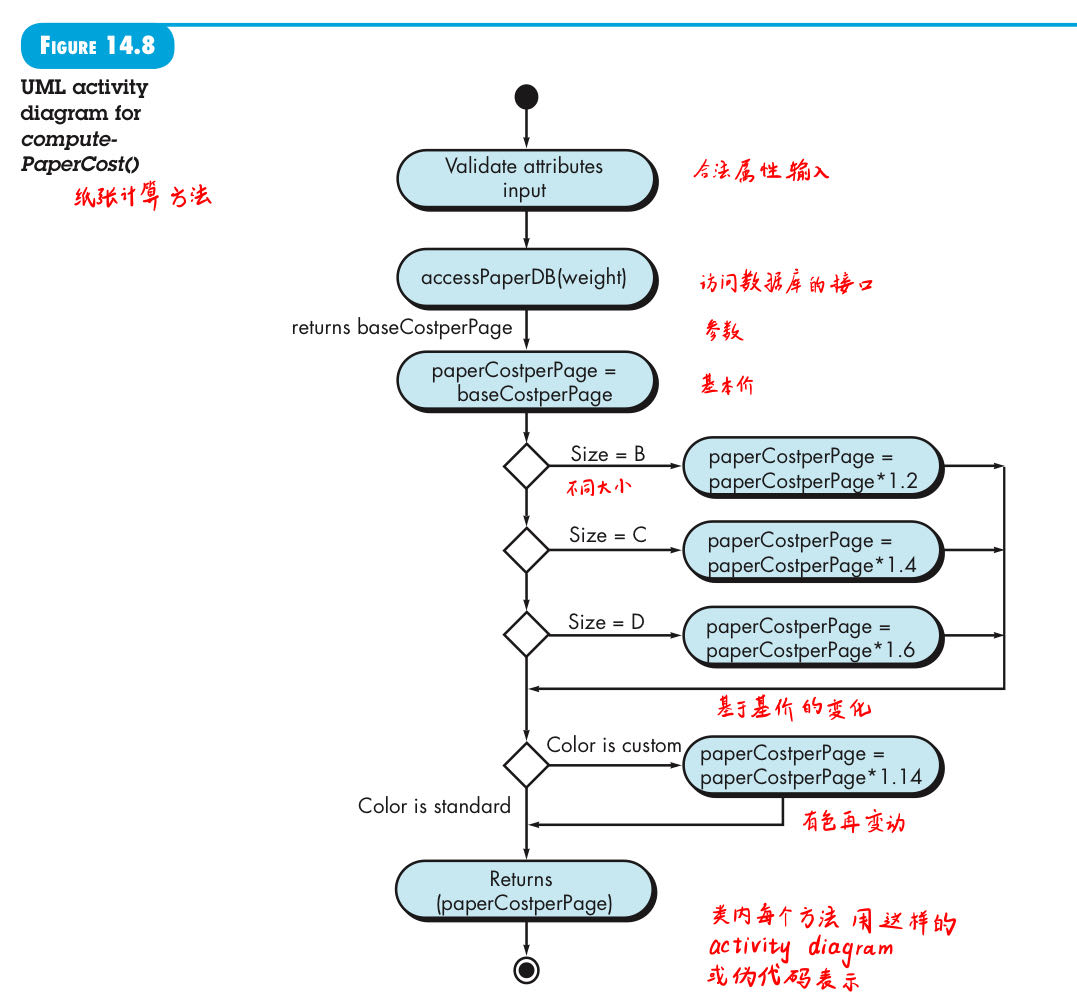 FIGURE 14.8
UML activity
diagram for
compute-
PaperCost()
纸张计算方法
Validate attributes
input
合法属性输入
accessPaperDB(weight)
访问数据库的接口
returns baseCostperPage
参数
paperCostperPage =
baseCostperPage
基本价
Size = B
不同大小
paperCostperPage =
paperCostperPage*1.2
Size = C
paperCostperPage =
paperCostperPage*1.4
Size = D
paperCostperPage =
paperCostperPage*1.6
基于基价的变化
Color is custom
paperCostperPage =
paperCostperPage*1.14
Color is standard
有色再变动
Returns
(paperCostperPage)
类内每个方法用这样的
activity diagram
或伪代码表示